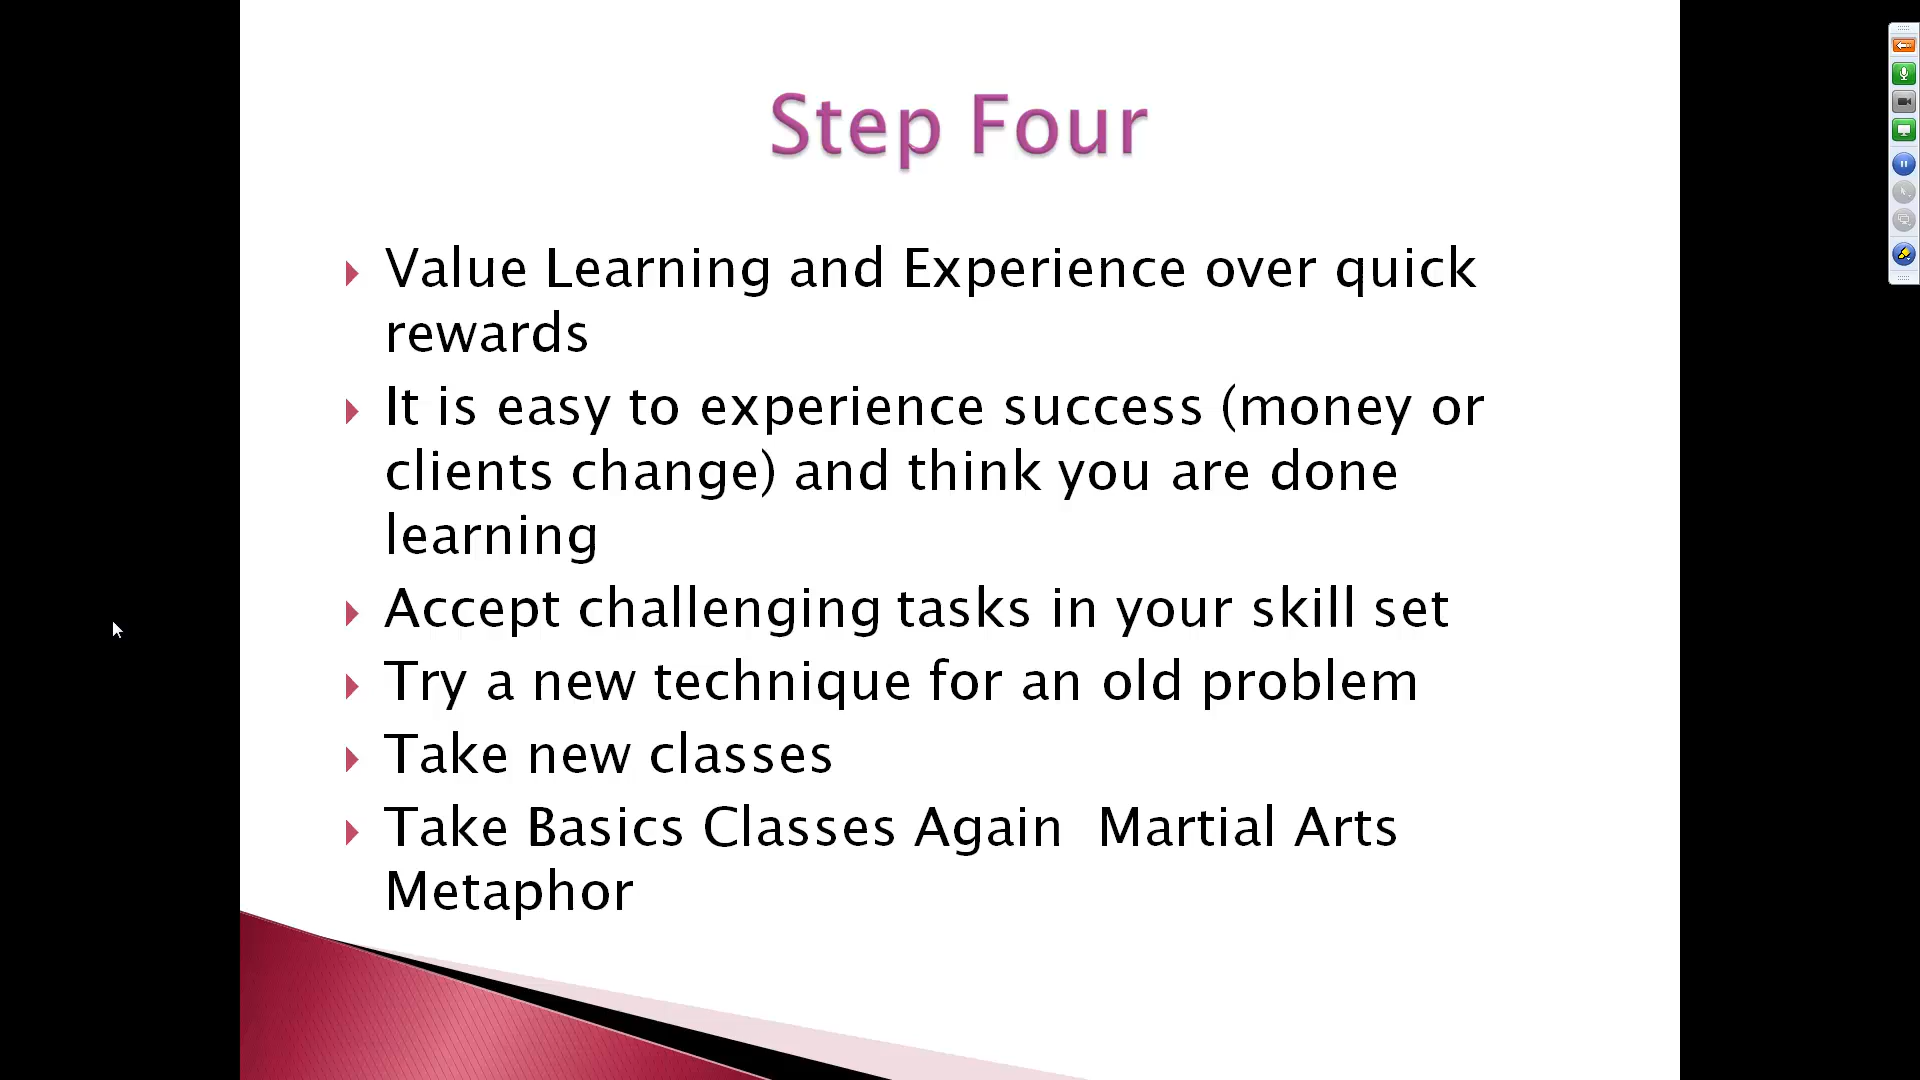 Step Four
Value Learning and Experience over quick
rewards
It is easy to experience success (money or
clients change) and think you are done
learning
Accept challenging tasks in your skill set
Try a new technique for an old problem
Take new classes
Take Basics Classes Again  Martial Arts
Metaphor